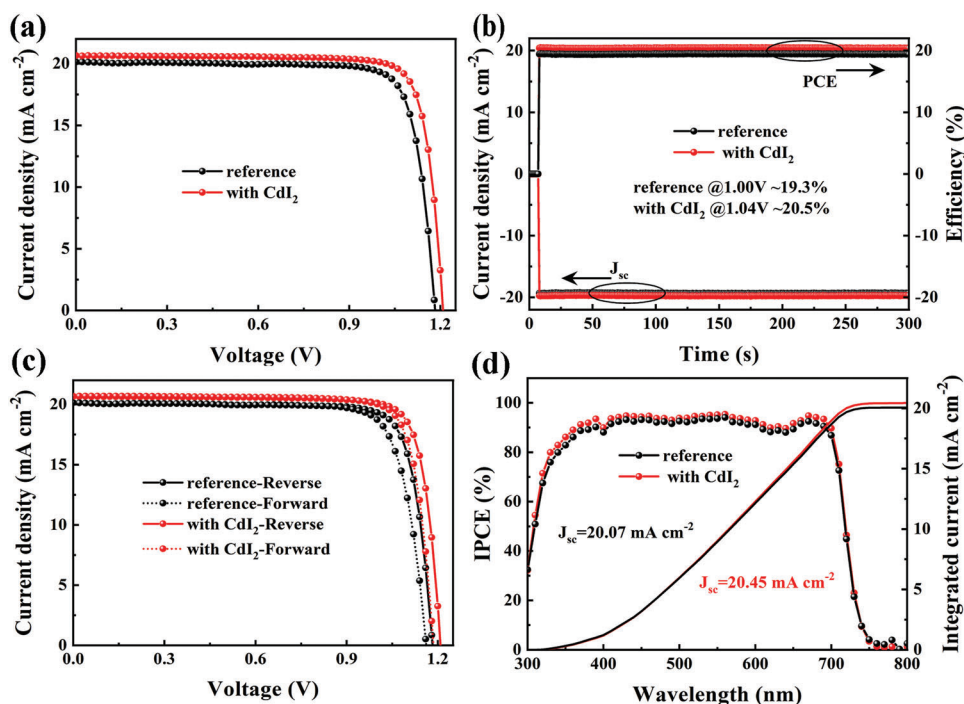 (a)
Current density (mA cm⁻²)
20
15
10
5
0
reference
with CdI₂
0.0 0.3 0.6 0.9 1.2
Voltage (V)
(b)
Current density (mA cm⁻²)
20
10
0
-10
-20
PCE
reference
with CdI₂
reference @1.00V ~19.3%
with CdI₂ @1.04V ~20.5%
Jsc
20
10
0
-10
-20
Efficiency (%)
50 100 150 200 250 300
Time (s)
(c)
Current density (mA cm⁻²)
20
15
10
5
0
reference-Reverse
reference-Forward
with CdI₂-Reverse
with CdI₂-Forward
0.0 0.3 0.6 0.9 1.2
Voltage (V)
(d)
IPCE (%)
100
80
60
40
20
0
reference
with CdI₂
Jsc=20.07 mA cm⁻²
Jsc=20.45 mA cm⁻²
20
15
10
5
0
Integrated current (mA cm⁻²)
300 400 500 600 700 800
Wavelength (nm)